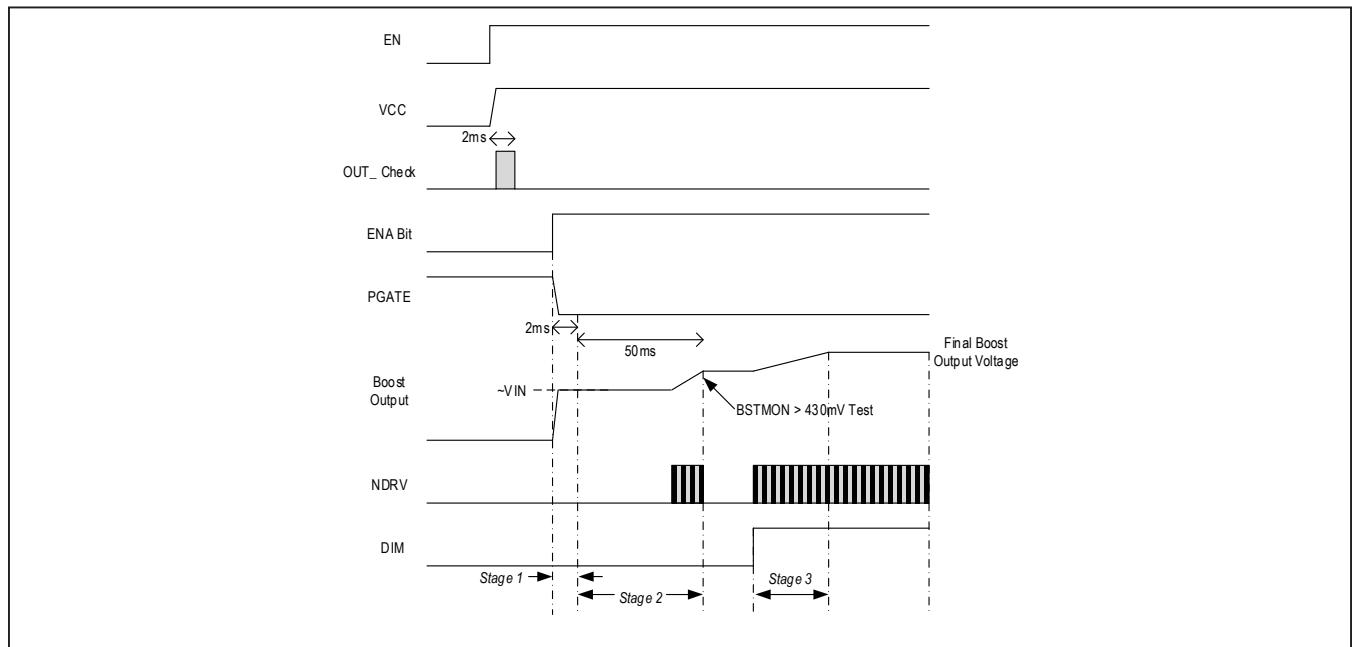 EN
VCC
2ms
OUT_ Check
ENA Bit
PGATE
2ms
50ms
Final Boost
Output Voltage
Boost
Output
~VIN
BSTMON > 430mV Test
NDRV
DIM
Stage 1
Stage 2
Stage 3